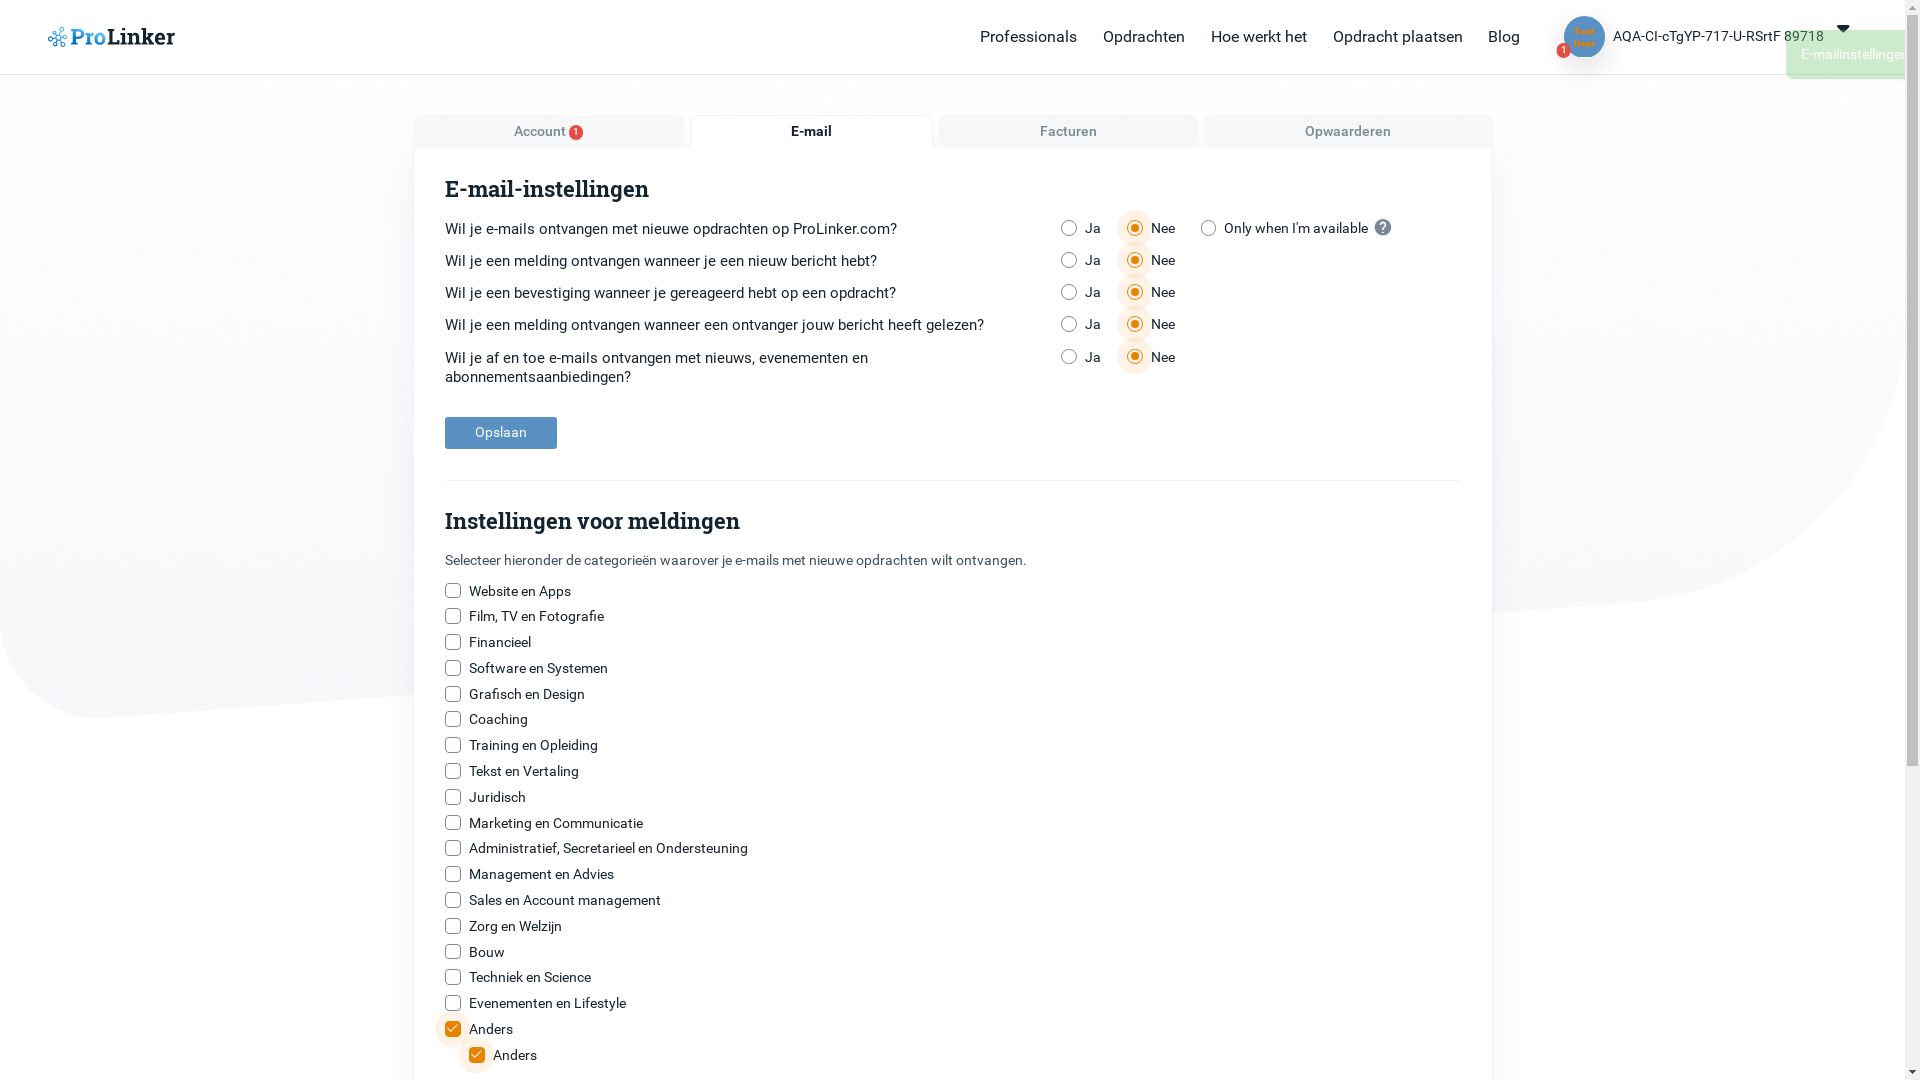 ProLinker
Professionals
Opdrachten
Hoe werkt het
Opdracht plaatsen
Blog
1
AQA-CI-cTgYP-717-U-RSrtF 89718
Account 1
E-mail
Facturen
Opwaarderen
E-mail-instellingen
Wil je e-mails ontvangen met nieuwe opdrachten op ProLinker.com?
Ja Nee Only when I'm available ?
Wil je een melding ontvangen wanneer je een nieuw bericht hebt?
Ja Nee
Wil je een bevestiging wanneer je gereageerd hebt op een opdracht?
Ja Nee
Wil je een melding ontvangen wanneer een ontvanger jouw bericht heeft gelezen?
Ja Nee
Wil je af en toe e-mails ontvangen met nieuws, evenementen en
abonnementsaanbiedingen?
Ja Nee
Opslaan
Instellingen voor meldingen
Selecteer hieronder de categorieën waarover je e-mails met nieuwe opdrachten wilt ontvangen.
Website en Apps
Film, TV en Fotografie
Financieel
Software en Systemen
Grafisch en Design
Coaching
Training en Opleiding
Tekst en Vertaling
Juridisch
Marketing en Communicatie
Administratief, Secretarieel en Ondersteuning
Management en Advies
Sales en Account management
Zorg en Welzijn
Bouw
Techniek en Science
Evenementen en Lifestyle
Anders
Anders